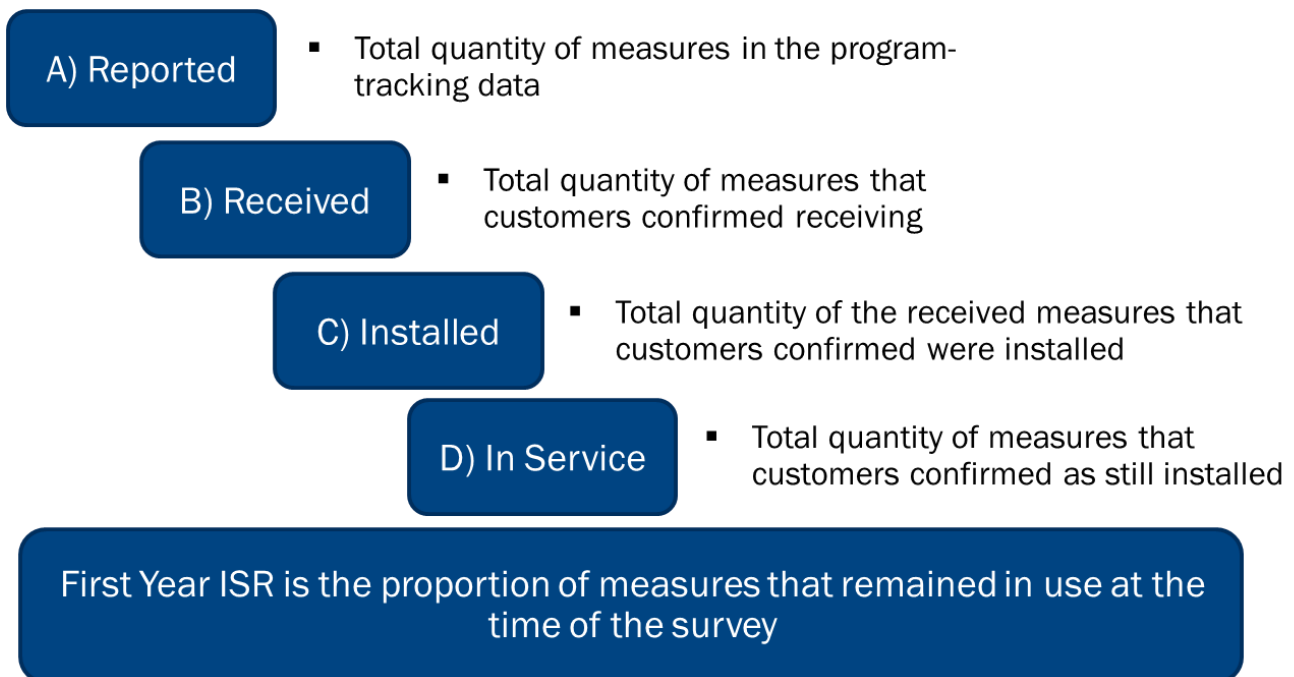 A) Reported
▪ Total quantity of measures in the program-
tracking data
B) Received
▪ Total quantity of measures that
customers confirmed receiving
C) Installed
▪ Total quantity of the received measures that
customers confirmed were installed
D) In Service
▪ Total quantity of measures that
customers confirmed as still installed
First Year ISR is the proportion of measures that remained in use at the
time of the survey